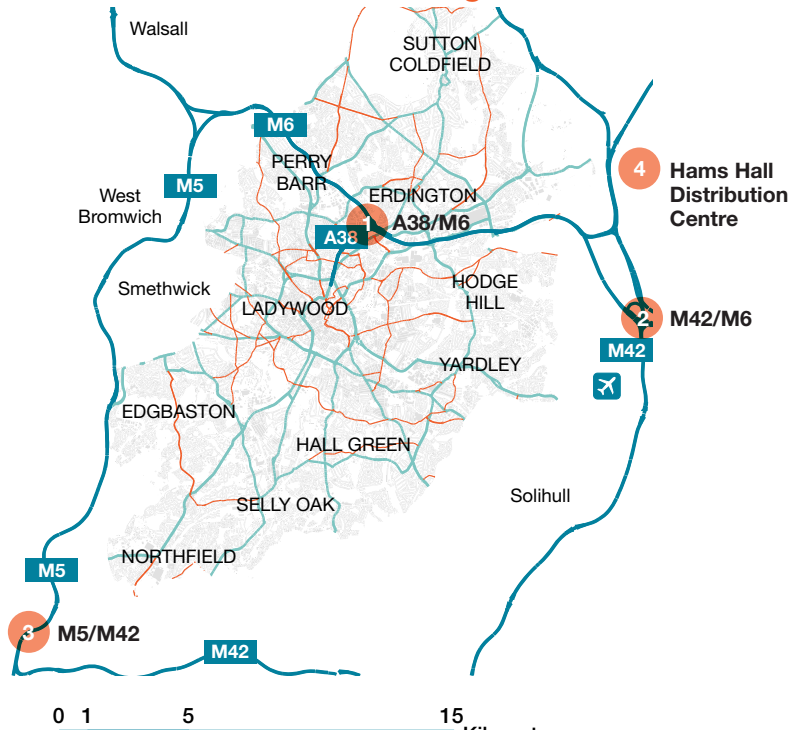 Walsall
SUTTON
COLDFIELD
M6
PERRY
BARR
4
Hams Hall
Distribution
Centre
M5
West
Bromwich
ERDINGTON
1
A38/M6
A38
Smethwick
HODGE
HILL
LADYWOOD
2
M42/M6
M42
YARDLEY
EDGBASTON
HALL GREEN
Solihull
SELLY OAK
NORTHFIELD
M5
3
M5/M42
M42
0 1 5 15